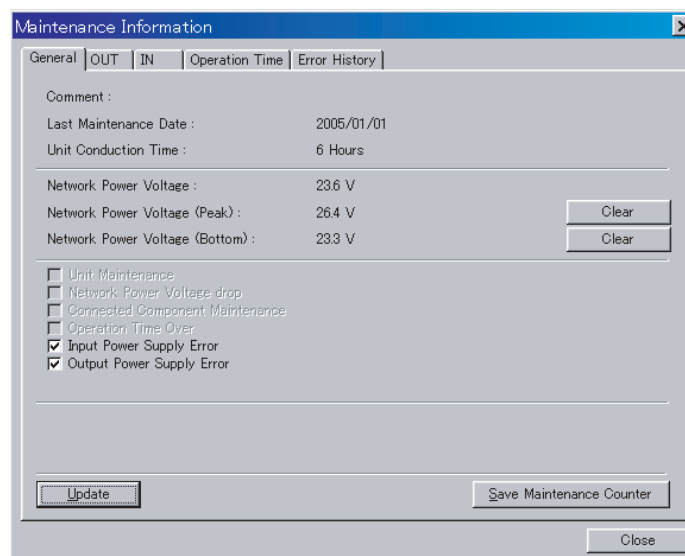 Maintenance Information
General OUT IN Operation Time Error History
Comment :
Last Maintenance Date : 2005/01/01
Unit Conduction Time : 6 Hours
Network Power Voltage : 23.6 V
Network Power Voltage (Peak) : 26.4 V Clear
Network Power Voltage (Bottom) : 23.3 V Clear
Unit Maintenance
Network Power Voltage drop
Connected Component Maintenance
Operation Time Over
Input Power Supply Error
Output Power Supply Error
Update Save Maintenance Counter
Close